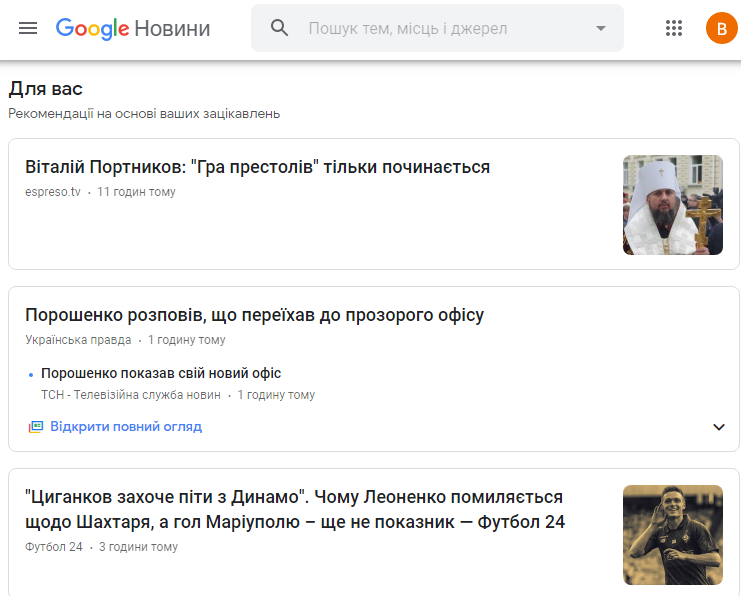 Google Новини
Пошук тем, місць і джерел
В
Для вас
Рекомендації на основі ваших зацікавлень
Віталій Портников: "Гра престолів" тільки починається
espreso.tv · 11 годин тому
Порошенко розповів, що переїхав до прозорого офісу
Українська правда · 1 годину тому
• Порошенко показав свій новий офіс
ТСН - Телевізійна служба новин · 1 годину тому
Відкрити повний огляд
"Циганков захоче піти з Динамо". Чому Леоненко помиляється
щодо Шахтаря, а гол Маріуполю – ще не показник — Футбол 24
Футбол 24 · 3 години тому